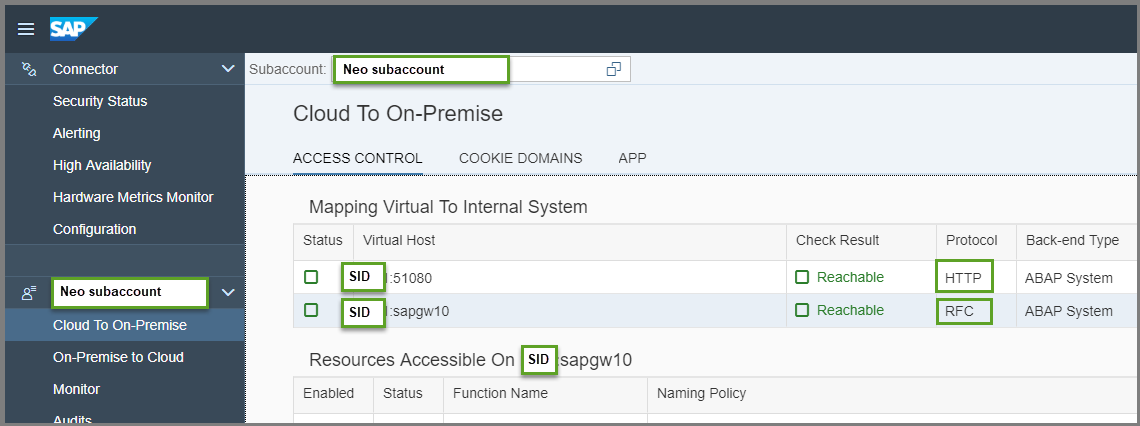 SAP
Connector
Security Status
Alerting
High Availability
Hardware Metrics Monitor
Configuration
Neo subaccount
Cloud To On-Premise
On-Premise to Cloud
Monitor
Audits
Subaccount: Neo subaccount
Cloud To On-Premise
ACCESS CONTROL COOKIE DOMAINS APP
Mapping Virtual To Internal System
Status Virtual Host Check Result Protocol Back-end Type
SID :51080 Reachable HTTP ABAP System
SID :sapgw10 Reachable RFC ABAP System
Resources Accessible On SID :sapgw10
Enabled Status Function Name Naming Policy